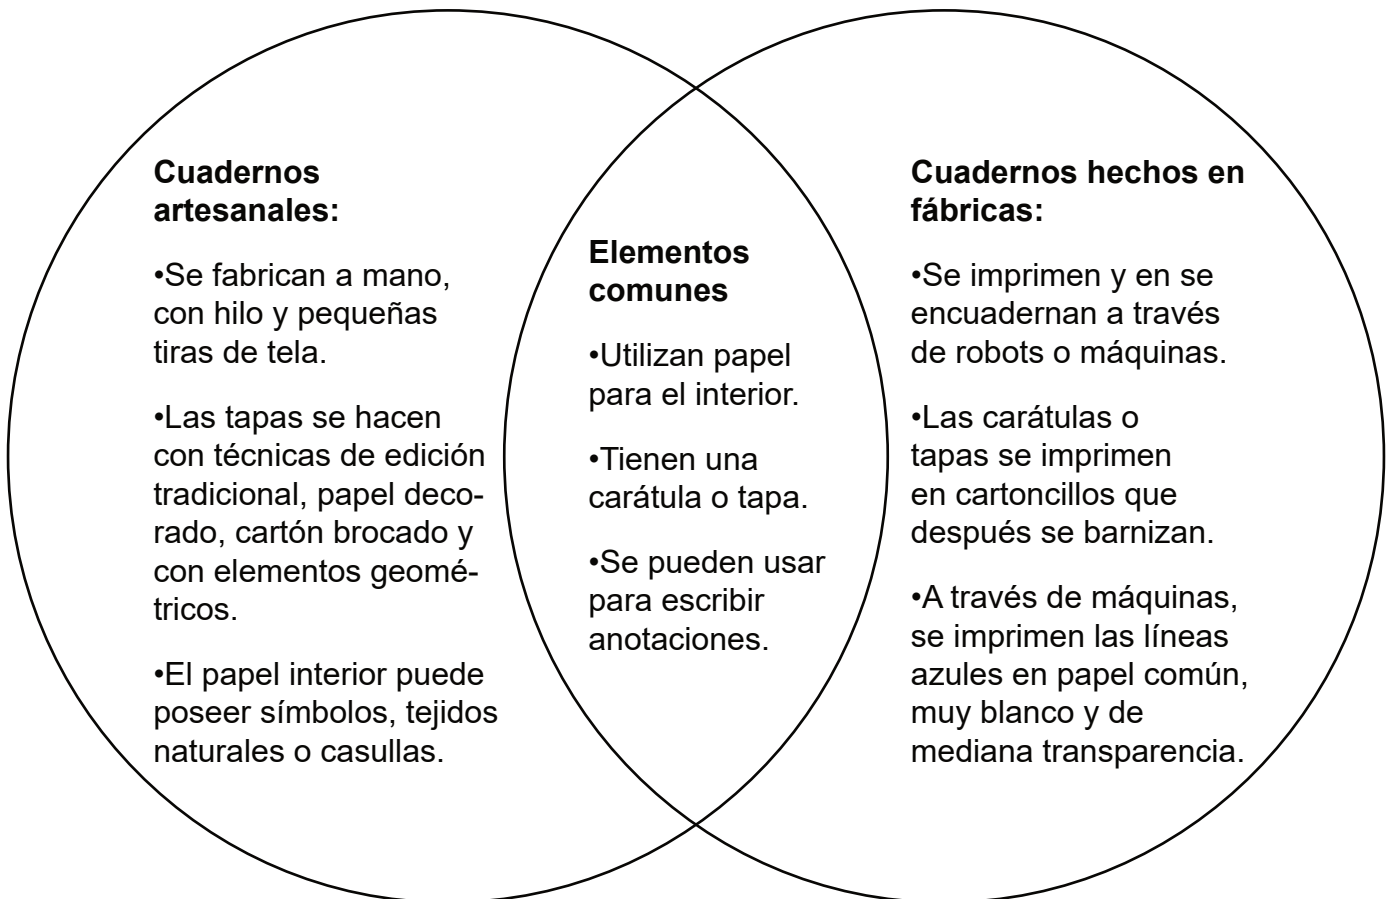 Cuadernos
artesanales:
•Se fabrican a mano,
con hilo y pequeñas
tiras de tela.
•Las tapas se hacen
con técnicas de edición
tradicional, papel deco-
rado, cartón brocado y
con elementos geomé-
tricos.
•El papel interior puede
poseer símbolos, tejidos
naturales o casullas.
Elementos
comunes
•Utilizan papel
para el interior.
•Tienen una
carátula o tapa.
•Se pueden usar
para escribir
anotaciones.
Cuadernos hechos en
fábricas:
•Se imprimen y en se
encuadernan a través
de robots o máquinas.
•Las carátulas o
tapas se imprimen
en cartoncillos que
después se barnizan.
•A través de máquinas,
se imprimen las líneas
azules en papel común,
muy blanco y de
mediana transparencia.